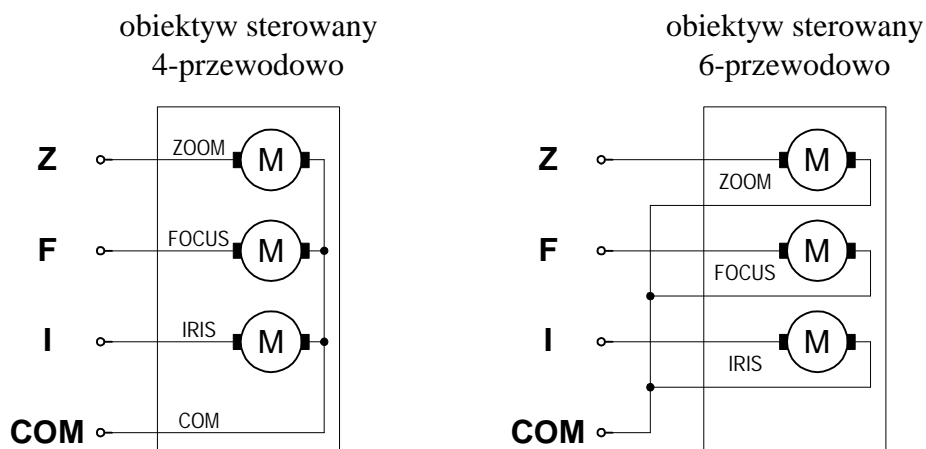 obiektyw sterowany
4-przewodowo
Z
ZOOM
M
F
FOCUS
M
I
IRIS
M
COM
COM
obiektyw sterowany
6-przewodowo
Z
M
ZOOM
F
M
FOCUS
I
M
IRIS
COM